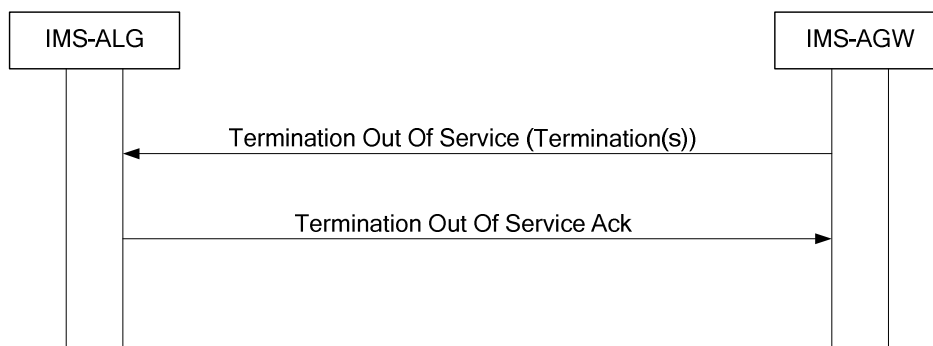 IMS-ALG
IMS-AGW
Termination Out Of Service (Termination(s))
Termination Out Of Service Ack